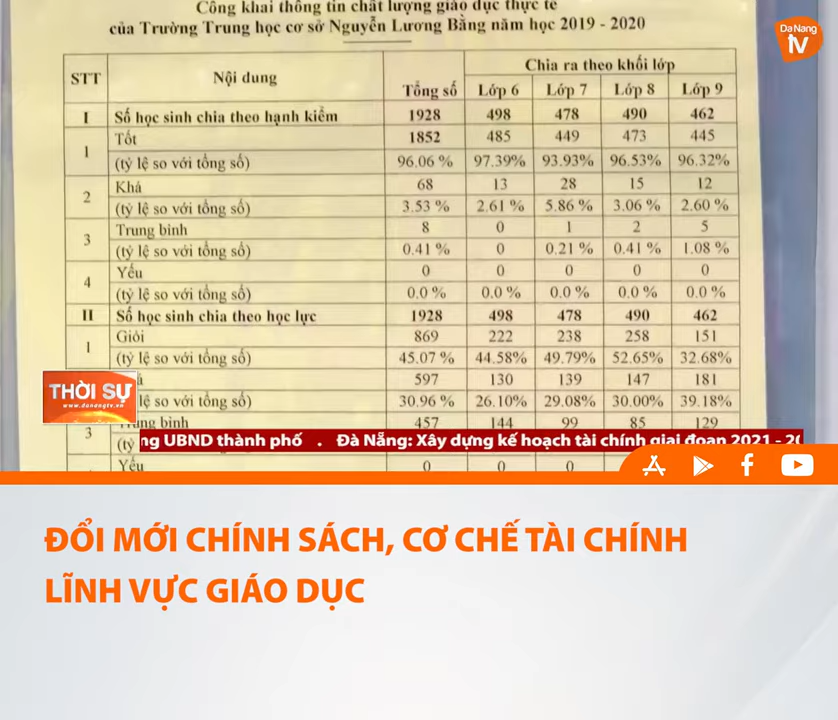 Công khai thông tin chất lượng giáo dục thực tế
của Trường Trung học cơ sở Nguyễn Lương Bằng năm học 2019 - 2020
Da Nang
TV
STT Nội dung Tổng số Chia ra theo khối lớp
Lớp 6 Lớp 7 Lớp 8 Lớp 9
I Số học sinh chia theo hạnh kiểm 1928 498 478 490 462
1 Tốt 1852 485 449 473 445
(tỷ lệ so với tổng số) 96.06 % 97.39% 93.93% 96.53% 96.32%
2 Khá 68 13 28 15 12
(tỷ lệ so với tổng số) 3.53 % 2.61 % 5.86 % 3.06 % 2.60 %
3 Trung bình 8 0 1 2 5
(tỷ lệ so với tổng số) 0.41 % 0 0.21 % 0.41 % 1.08 %
4 Yếu 0 0 0 0 0
(tỷ lệ so với tổng số) 0.0 % 0.0 % 0.0 % 0.0 % 0.0 %
II Số học sinh chia theo học lực 1928 498 478 490 462
1 Giỏi 869 222 238 258 151
(tỷ lệ so với tổng số) 45.07 % 44.58% 49.79% 52.65% 32.68%
597 130 139 147 181
lệ so với tổng số) 30.96 % 26.10% 29.08% 30.00% 39.18%
THỜI SỰ
www.danangtv.vn
3 Trung bình 457 144 99 85 129
(tỷ
ng UBND thành phố . Đà Nẵng: Xây dựng kế hoạch tài chính giai đoạn 2021 - 20
Yếu 0 0 0
ĐỔI MỚI CHÍNH SÁCH, CƠ CHẾ TÀI CHÍNH
LĨNH VỰC GIÁO DỤC